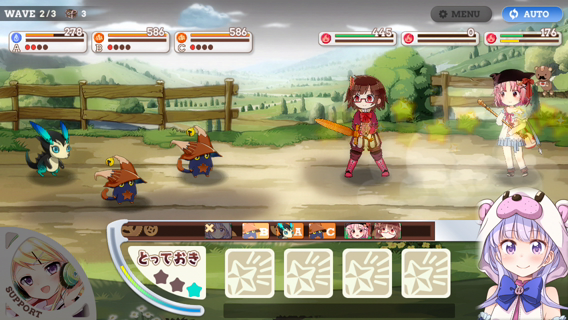 WAVE 2/3 3
MENU
AUTO
278
586
586
445
0
176
A
B
C
B A C
とっておき
SUPPORT